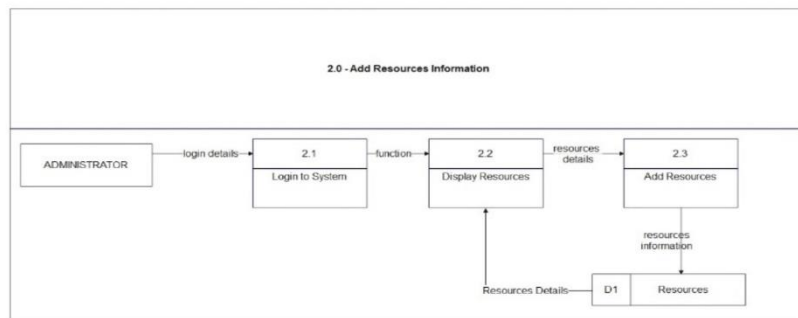 2.0 - Add Resources Information
ADMINISTRATOR
login details
2.1
Login to System
function
2.2
Display Resources
resources
details
2.3
Add Resources
resources
information
Resources Details
D1
Resources